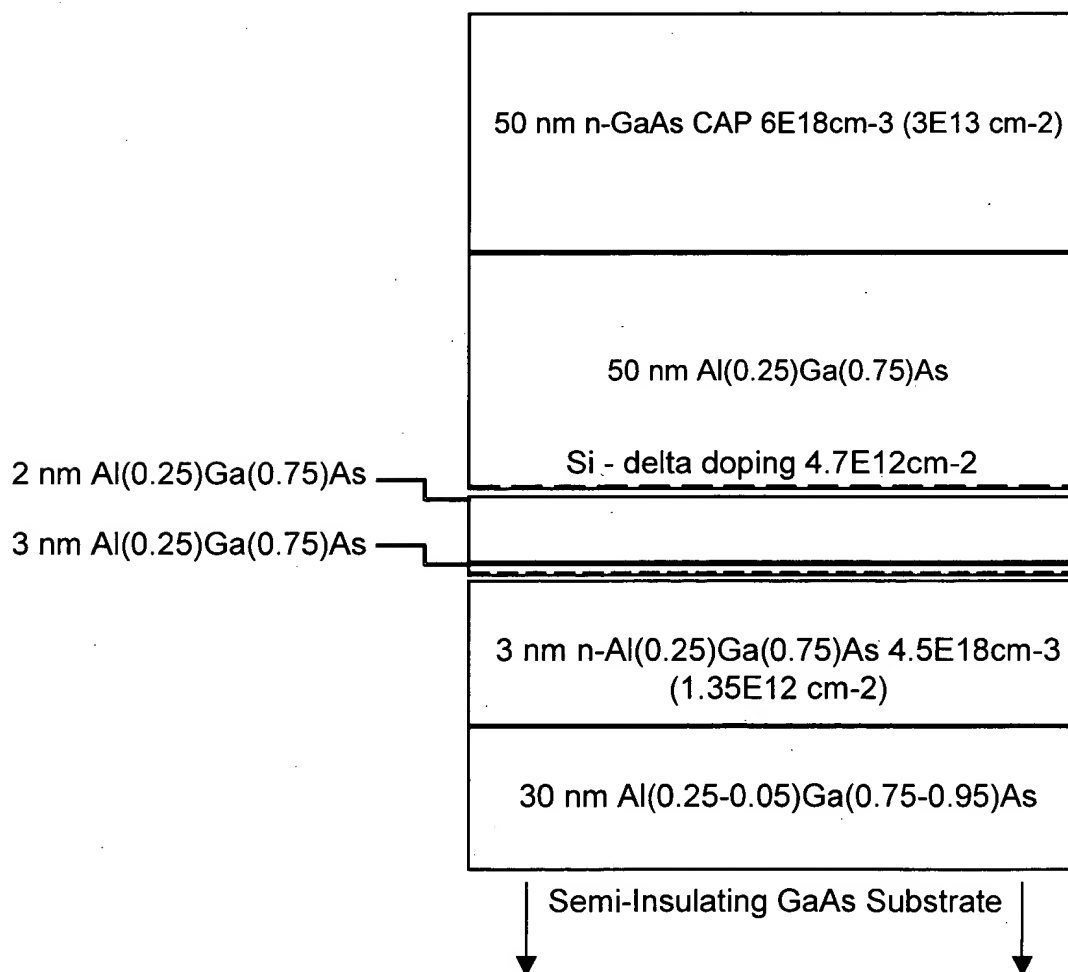 50 nm n-GaAs CAP 6E18cm-3 (3E13 cm-2)
50 nm Al(0.25)Ga(0.75)As
Si - delta doping 4.7E12cm-2
2 nm Al(0.25)Ga(0.75)As
3 nm Al(0.25)Ga(0.75)As
3 nm n-Al(0.25)Ga(0.75)As 4.5E18cm-3
(1.35E12 cm-2)
30 nm Al(0.25-0.05)Ga(0.75-0.95)As
Semi-Insulating GaAs Substrate